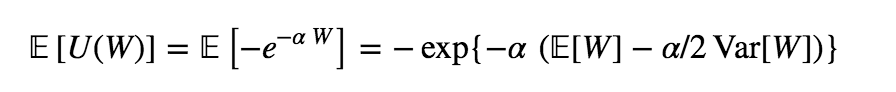 𝔼 [U(W)] = 𝔼 [−e^{−α W}] = − exp{−α (𝔼[W] − α/2 Var[W])}